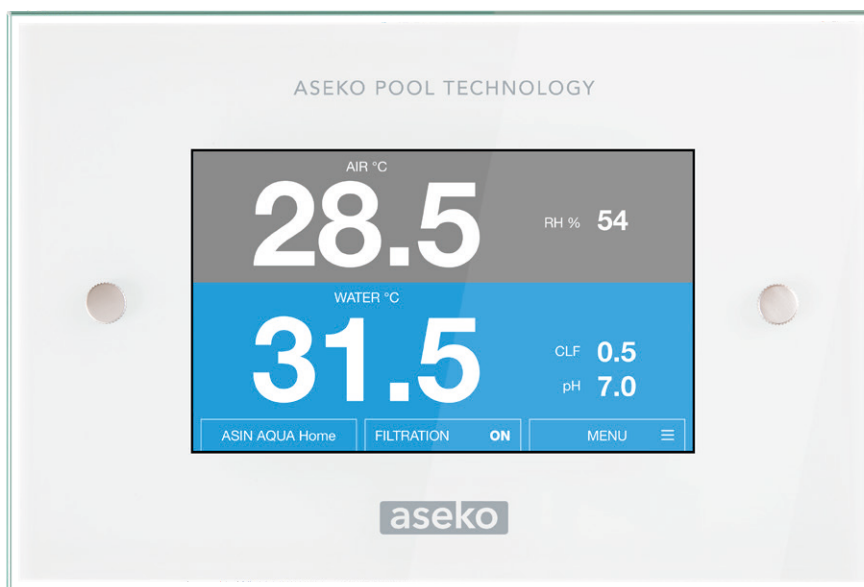 ASEKO POOL TECHNOLOGY
AIR °C
28.5
RH % 54
WATER °C
31.5
CLF 0.5
pH 7.0
ASIN AQUA Home
FILTRATION ON
MENU ☰
aseko